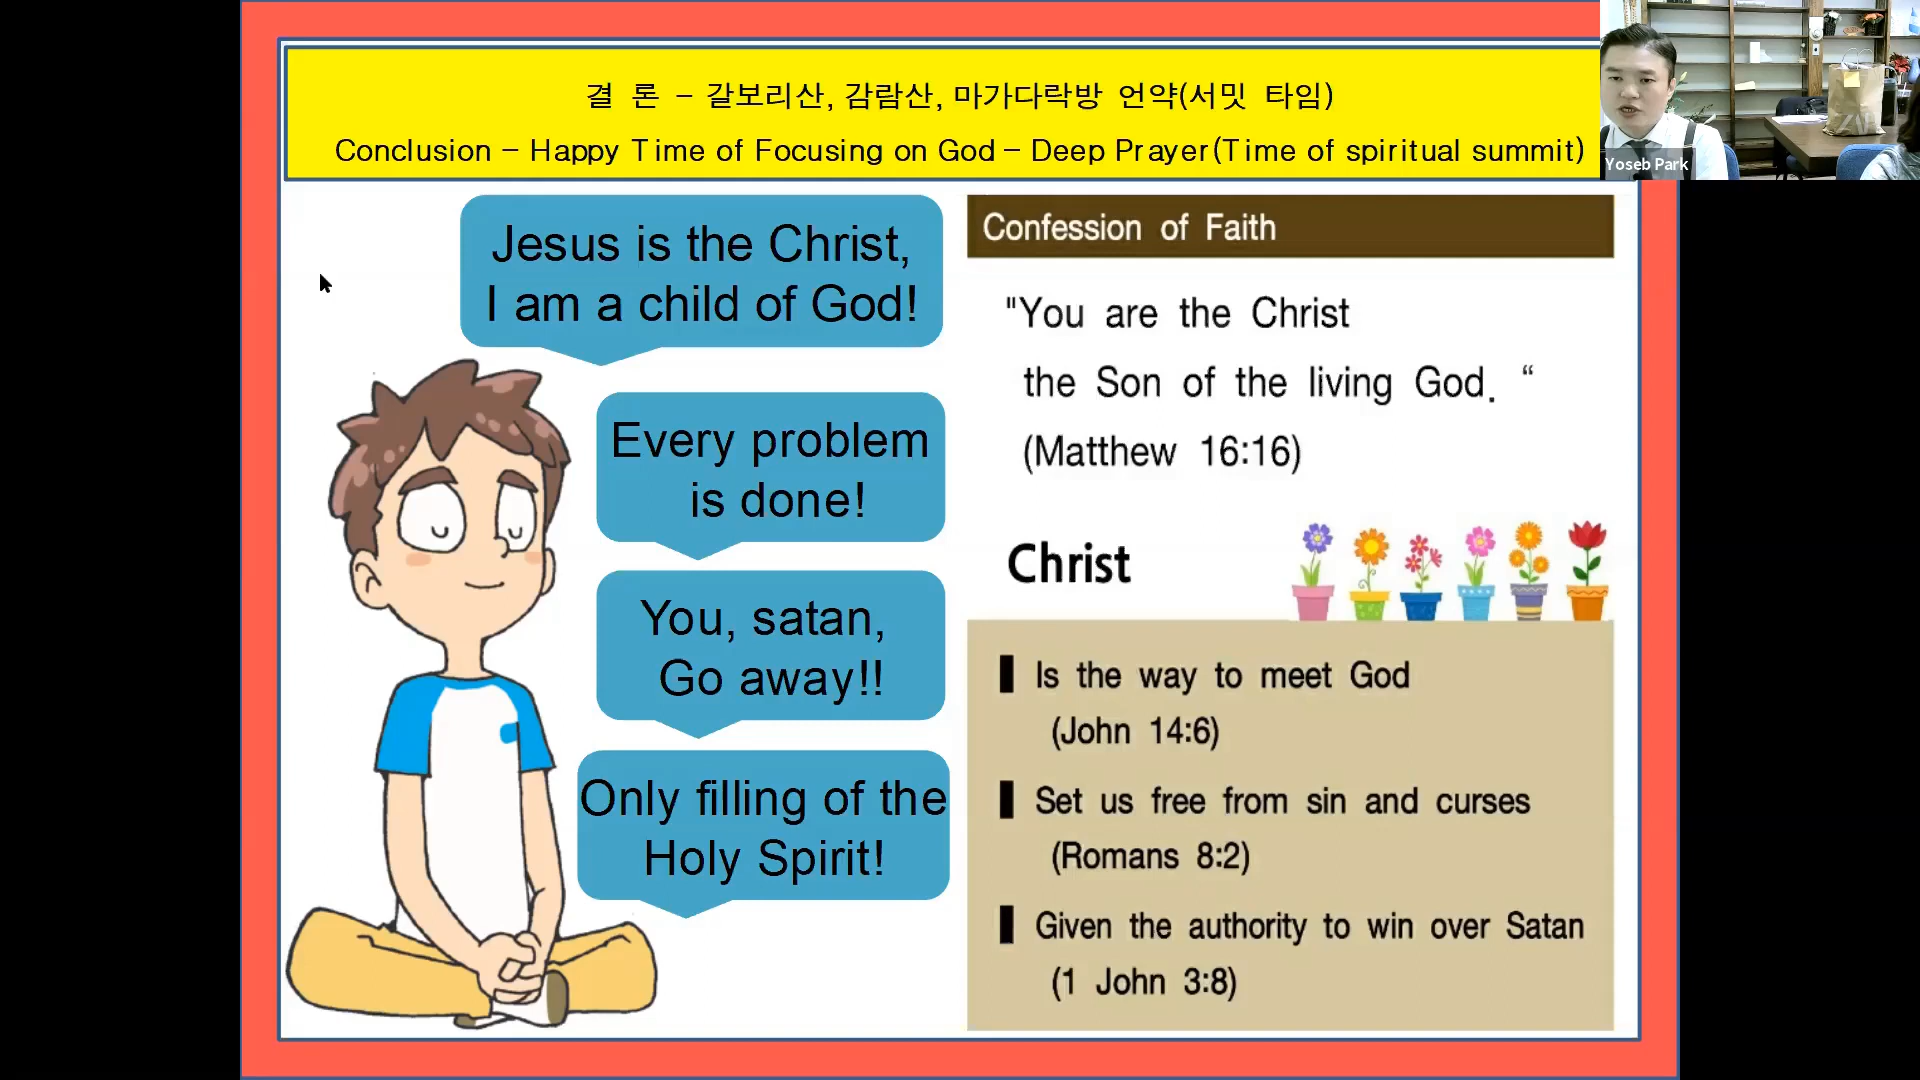 결 론 – 갈보리산, 감람산, 마가다락방 언약(서밋 타임)
Conclusion – Happy Time of Focusing on God – Deep Prayer(Time of spiritual summit)
Yoseb Park
Jesus is the Christ,
I am a child of God!
Every problem
is done!
You, satan,
Go away!!
Only filling of the
Holy Spirit!
Confession of Faith
"You are the Christ
the Son of the living God. “
(Matthew 16:16)
Christ
Is the way to meet God
(John 14:6)
Set us free from sin and curses
(Romans 8:2)
Given the authority to win over Satan
(1 John 3:8)